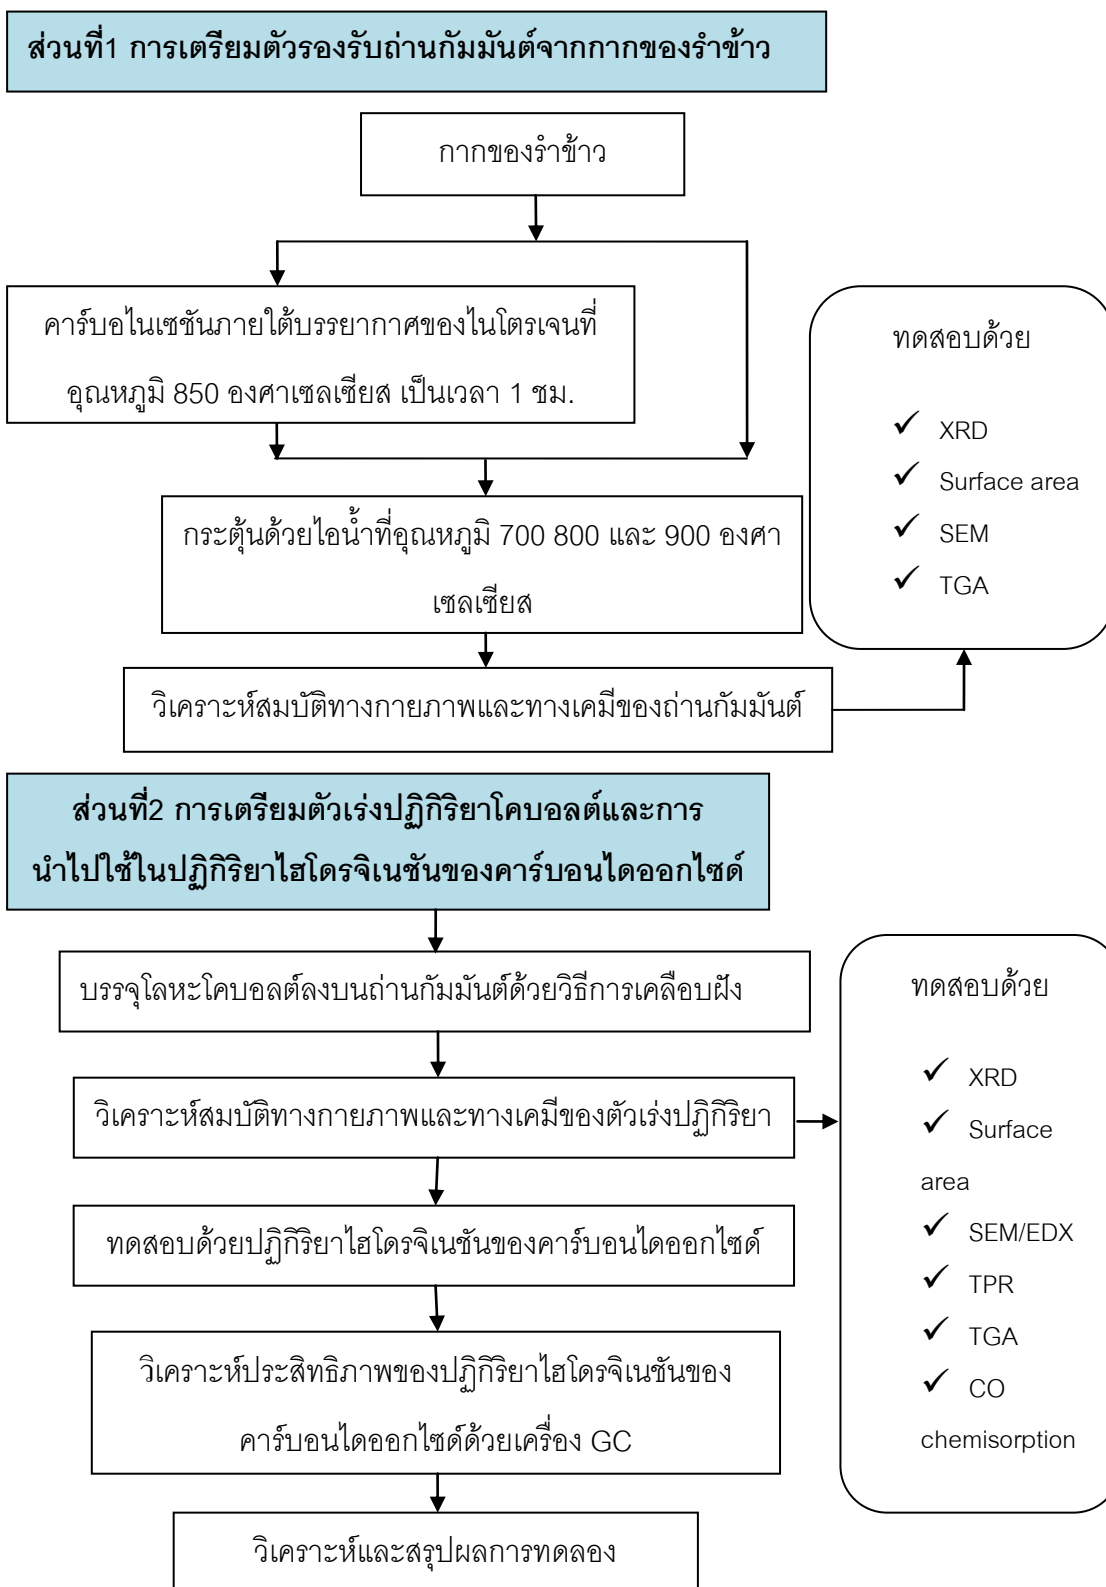 ส่วนที่1 การเตรียมตัวรองรับถ่านกัมมันต์จากกากของรำข้าว
กากของรำข้าว
คาร์บอไนเซชันภายใต้บรรยากาศของไนโตรเจนที่
อุณหภูมิ 850 องศาเซลเซียส เป็นเวลา 1 ชม.
กระตุ้นด้วยไอน้ำที่อุณหภูมิ 700 800 และ 900 องศา
เซลเซียส
วิเคราะห์สมบัติทางกายภาพและทางเคมีของถ่านกัมมันต์
ทดสอบด้วย
✓ XRD
✓ Surface area
✓ SEM
✓ TGA
ส่วนที่2 การเตรียมตัวเร่งปฏิกิริยาโคบอลต์และการ
นำไปใช้ในปฏิกิริยาไฮโดรจิเนชันของคาร์บอนไดออกไซด์
บรรจุโลหะโคบอลต์ลงบนถ่านกัมมันต์ด้วยวิธีการเคลือบฝัง
วิเคราะห์สมบัติทางกายภาพและทางเคมีของตัวเร่งปฏิกิริยา
ทดสอบด้วย
✓ XRD
✓ Surface
area
✓ SEM/EDX
✓ TPR
✓ TGA
✓ CO
chemisorption
ทดสอบด้วยปฏิกิริยาไฮโดรจิเนชันของคาร์บอนไดออกไซด์
วิเคราะห์ประสิทธิภาพของปฏิกิริยาไฮโดรจิเนชันของ
คาร์บอนไดออกไซด์ด้วยเครื่อง GC
วิเคราะห์และสรุปผลการทดลอง